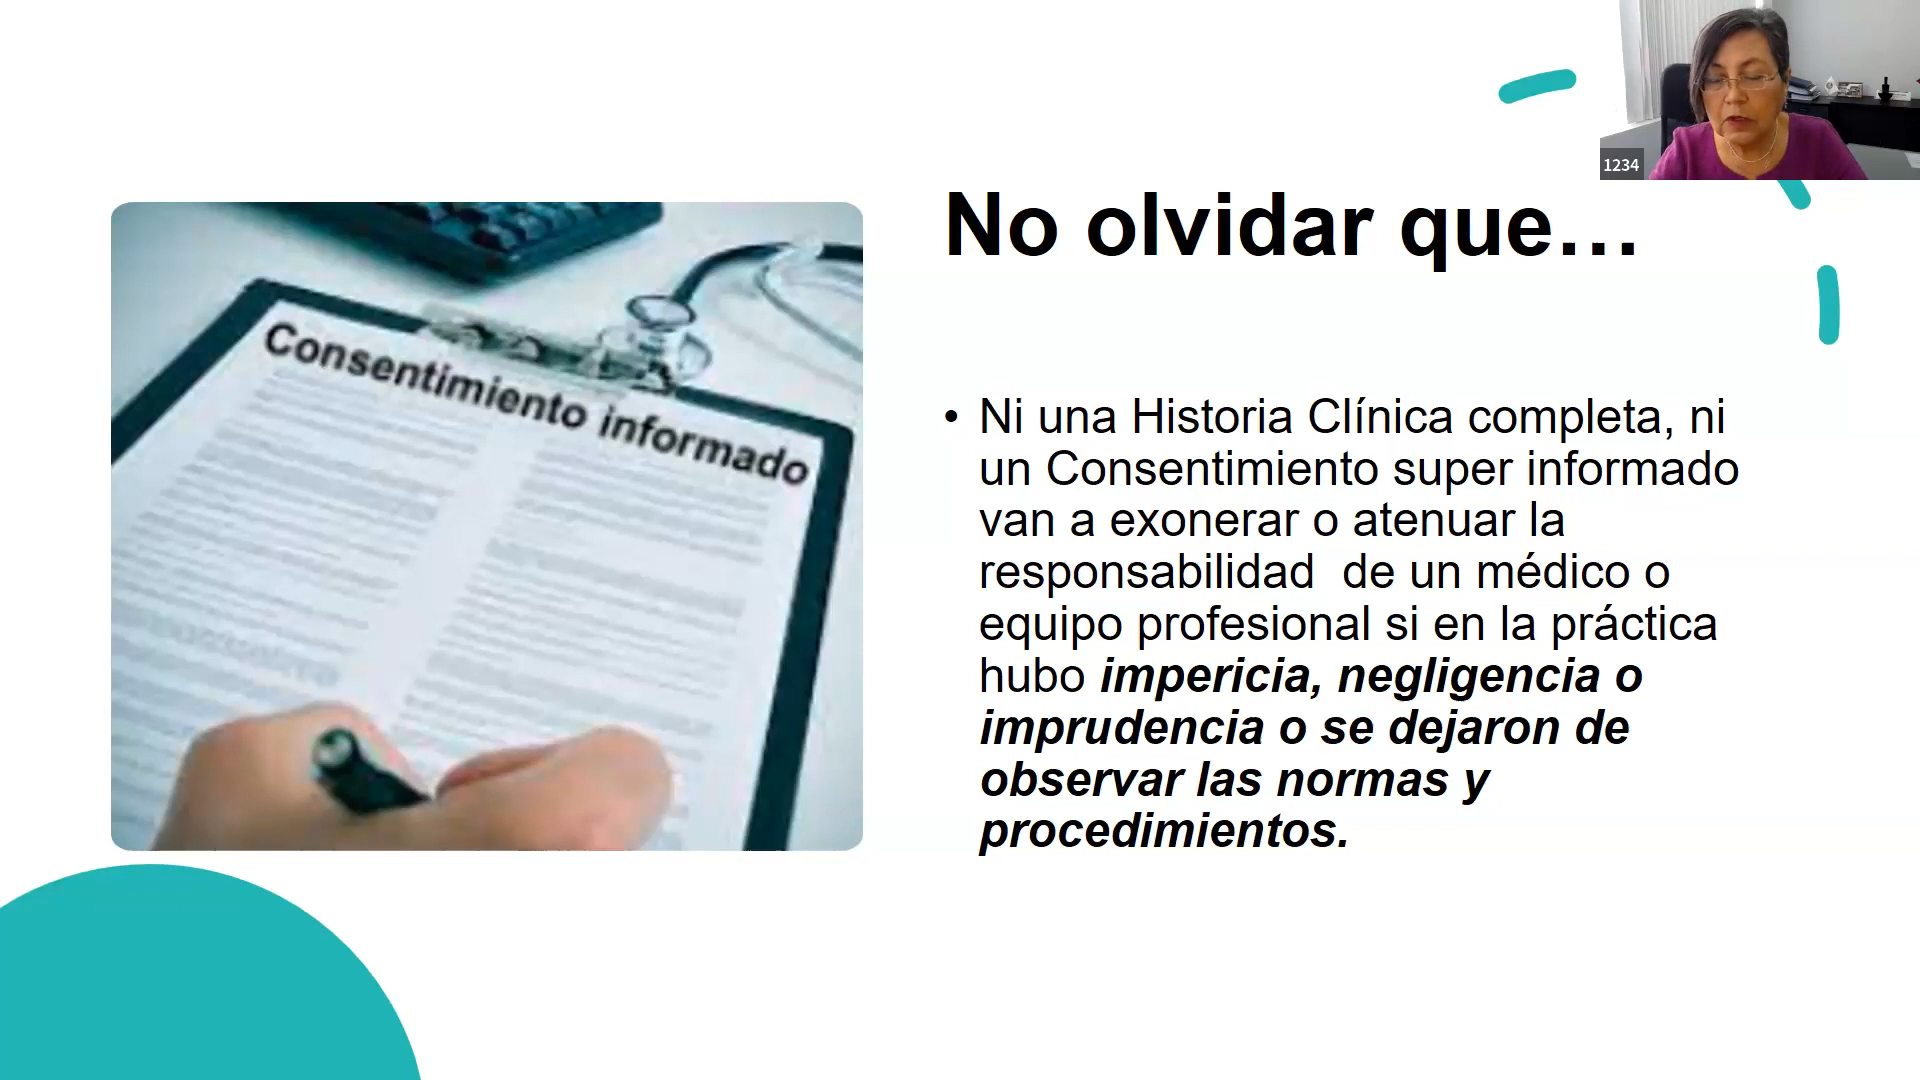 1234
No olvidar que…
Consentimiento informado
• Ni una Historia Clínica completa, ni
un Consentimiento super informado
van a exonerar o atenuar la
responsabilidad  de un médico o
equipo profesional si en la práctica
hubo impericia, negligencia o
imprudencia o se dejaron de
observar las normas y
procedimientos.